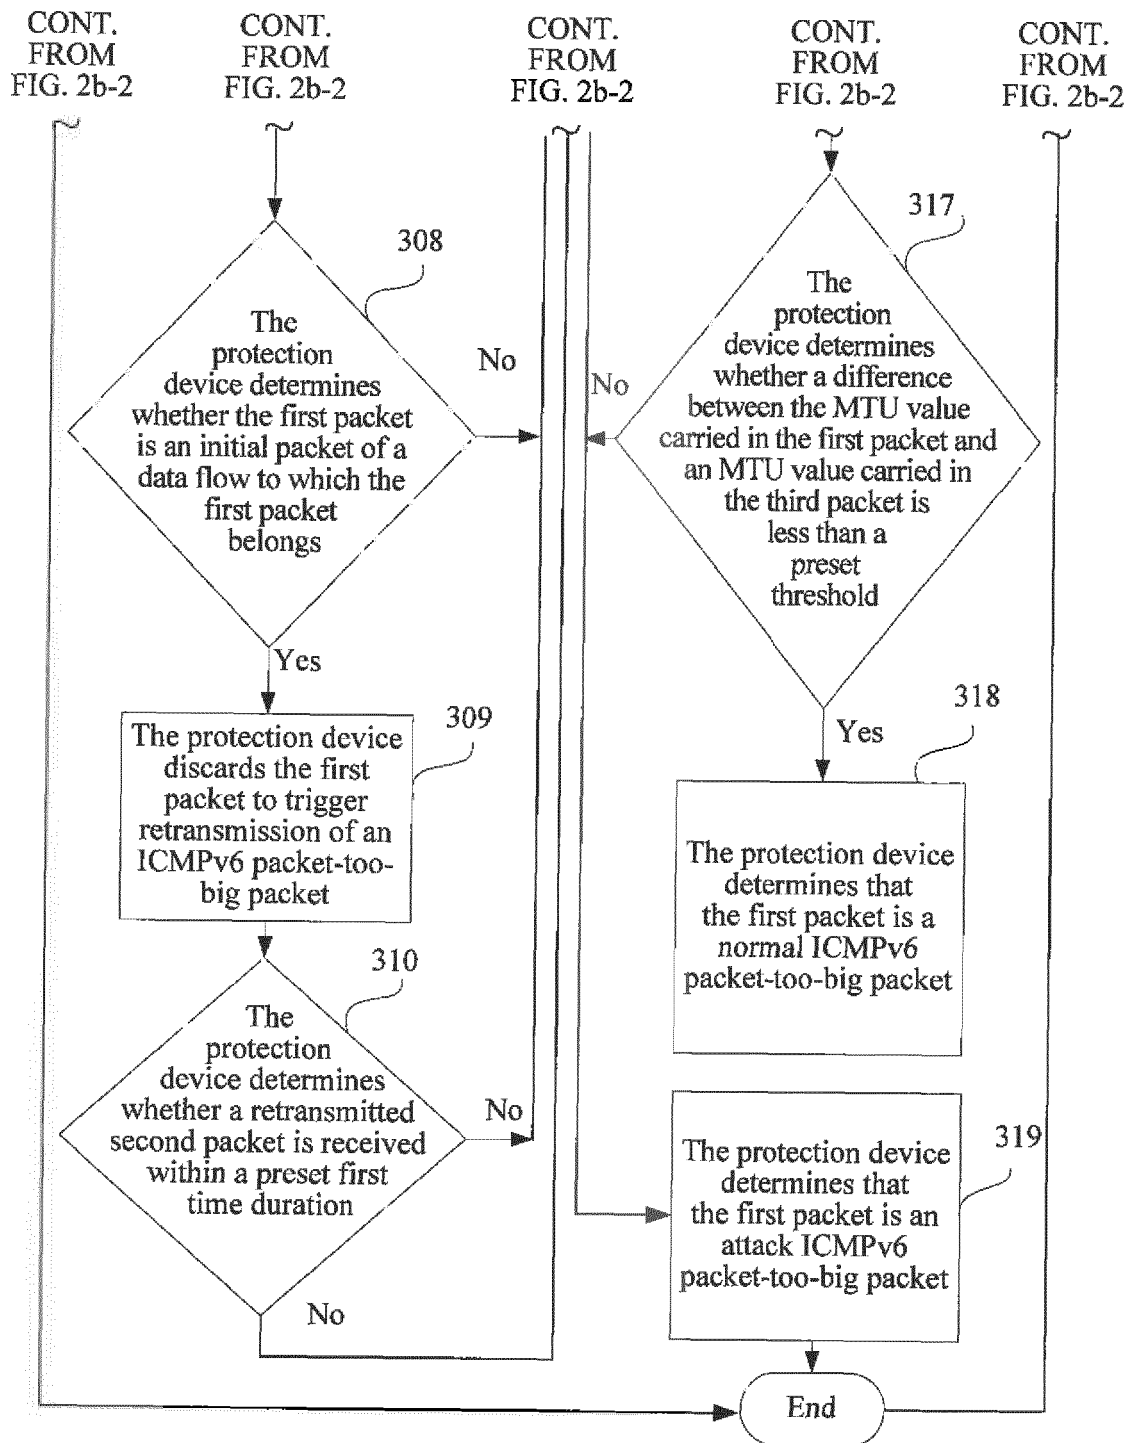 CONT.
FROM
FIG. 2b-2
CONT.
FROM
FIG. 2b-2
CONT.
FROM
FIG. 2b-2
CONT.
FROM
FIG. 2b-2
CONT.
FROM
FIG. 2b-2
308
The
protection
device determines
whether the first packet
is an initial packet of a
data flow to which the
first packet
belongs
No
Yes
309
The protection device
discards the first
packet to trigger
retransmission of an
ICMPv6 packet-too-
big packet
310
The
protection
device determines
whether a retransmitted
second packet is received
within a preset first
time duration
No
No
317
The
protection
device determines
whether a difference
between the MTU value
carried in the first packet and
an MTU value carried in
the third packet is
less than a
preset
threshold
No
Yes
318
The protection device
determines that
the first packet is a
normal ICMPv6
packet-too-big packet
319
The protection device
determines that
the first packet is an
attack ICMPv6
packet-too-big packet
End